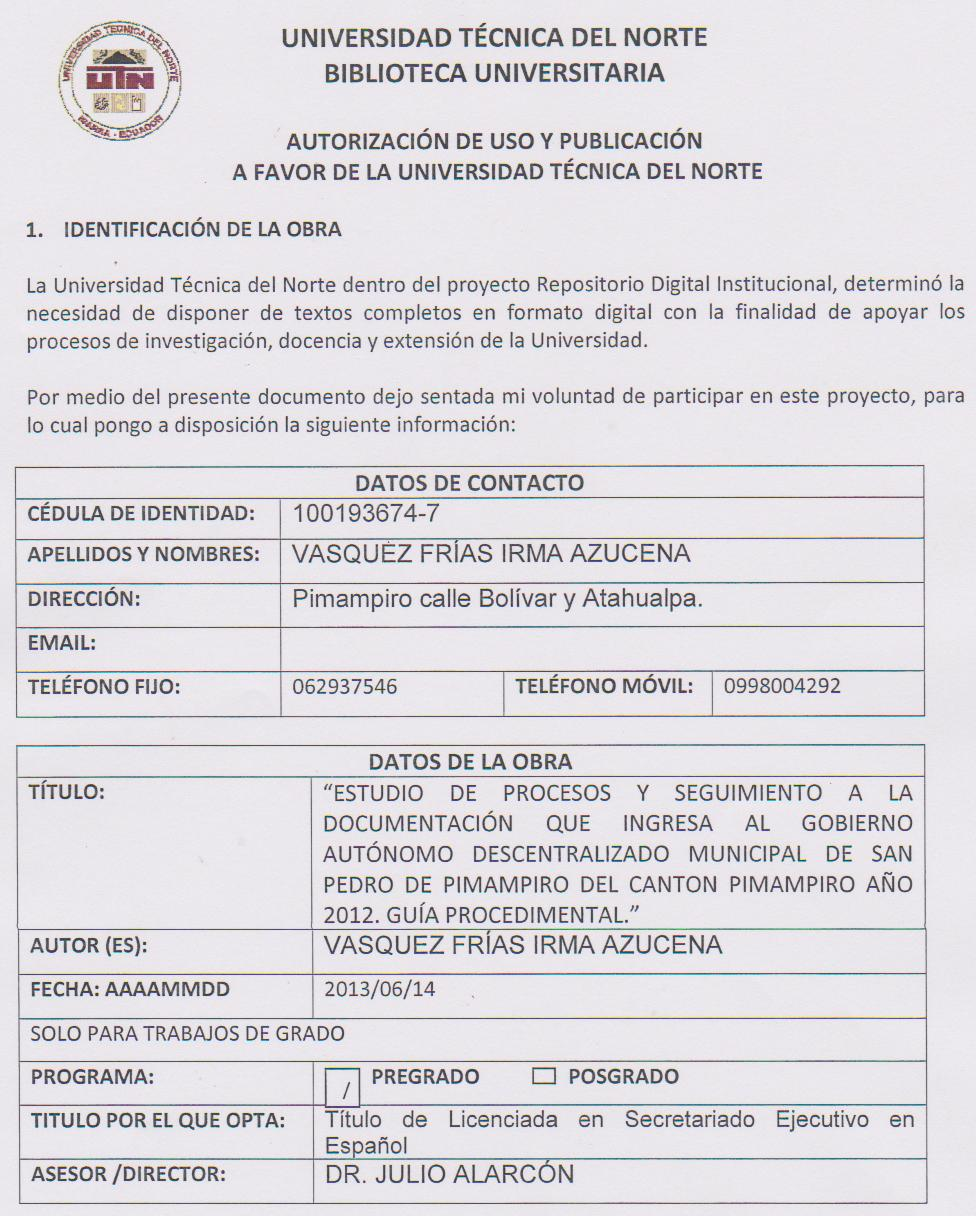 UNIVERSIDAD TECNICA DEL NORTE
UTN
IBARRA - ECUADOR
UNIVERSIDAD TÉCNICA DEL NORTE
BIBLIOTECA UNIVERSITARIA
AUTORIZACIÓN DE USO Y PUBLICACIÓN
A FAVOR DE LA UNIVERSIDAD TÉCNICA DEL NORTE
1. IDENTIFICACIÓN DE LA OBRA
La Universidad Técnica del Norte dentro del proyecto Repositorio Digital Institucional, determinó la
necesidad de disponer de textos completos en formato digital con la finalidad de apoyar los
procesos de investigación, docencia y extensión de la Universidad.
Por medio del presente documento dejo sentada mi voluntad de participar en este proyecto, para
lo cual pongo a disposición la siguiente información:
DATOS DE CONTACTO
CÉDULA DE IDENTIDAD: 100193674-7
APELLIDOS Y NOMBRES: VASQUEZ FRÍAS IRMA AZUCENA
DIRECCIÓN: Pimampiro calle Bolívar y Atahualpa.
EMAIL:
TELÉFONO FIJO: 062937546 TELÉFONO MÓVIL: 0998004292
DATOS DE LA OBRA
TÍTULO: “ESTUDIO DE PROCESOS Y SEGUIMIENTO A LA
DOCUMENTACIÓN QUE INGRESA AL GOBIERNO
AUTÓNOMO DESCENTRALIZADO MUNICIPAL DE SAN
PEDRO DE PIMAMPIRO DEL CANTON PIMAMPIRO AÑO
2012. GUÍA PROCEDIMENTAL.”
AUTOR (ES): VASQUEZ FRÍAS IRMA AZUCENA
FECHA: AAAAMMDD 2013/06/14
SOLO PARA TRABAJOS DE GRADO
PROGRAMA: / PREGRADO POSGRADO
TITULO POR EL QUE OPTA: Título de Licenciada en Secretariado Ejecutivo en
Español
ASESOR /DIRECTOR: DR. JULIO ALARCÓN